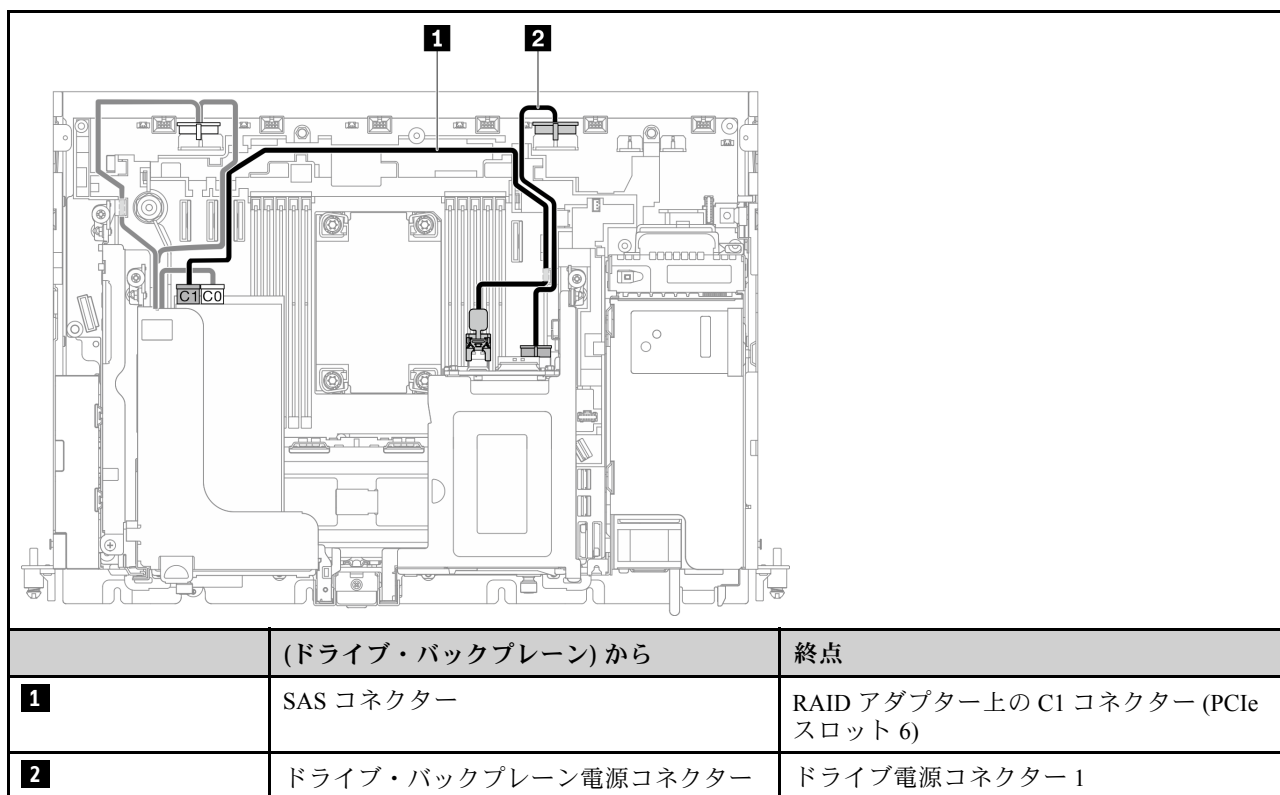 1 2
C1 C0
(ドライブ・バックプレーン) から 終点
1 SAS コネクター RAID アダプター上の C1 コネクター (PCIe
スロット 6)
2 ドライブ・バックプレーン電源コネクター ドライブ電源コネクター 1